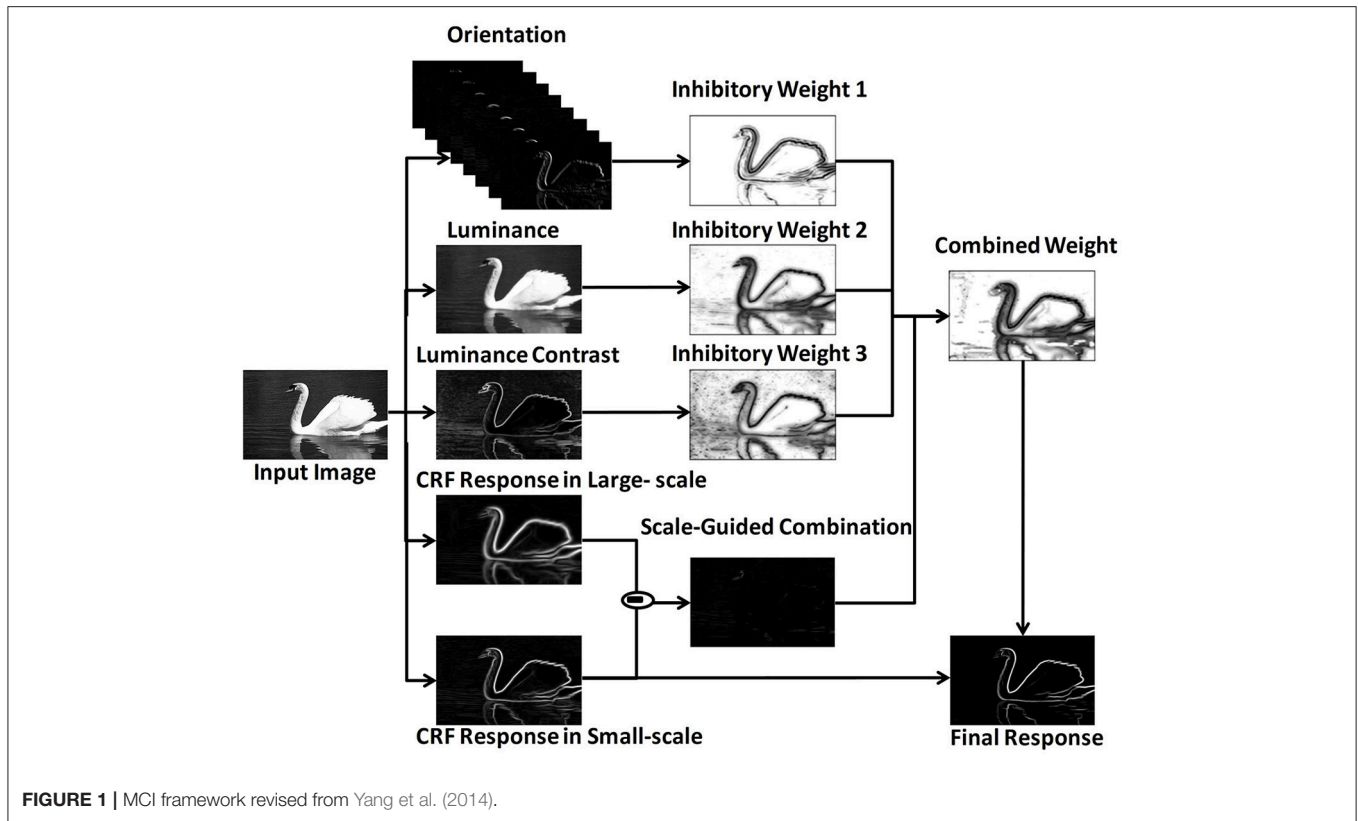 Orientation
Inhibitory Weight 1
Luminance
Inhibitory Weight 2
Combined Weight
Luminance Contrast
Inhibitory Weight 3
Input Image
CRF Response in Large- scale
Scale-Guided Combination
CRF Response in Small-scale
Final Response
FIGURE 1 | MCI framework revised from Yang et al. (2014).